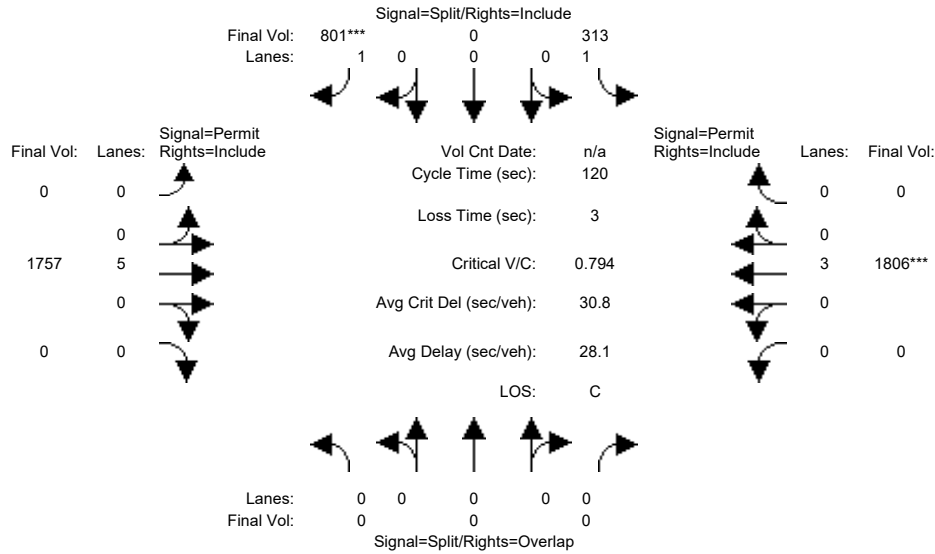 Signal=Split/Rights=Include
Final Vol: 801*** 0 313
Lanes: 1 0 0 0 1
Signal=Permit Signal=Permit
Final Vol: Lanes: Rights=Include Vol Cnt Date: n/a Rights=Include Lanes: Final Vol:
Cycle Time (sec): 120
0 0 0 0
Loss Time (sec): 3
0 0
1757 5 Critical V/C: 0.794 3 1806***
0 Avg Crit Del (sec/veh): 30.8 0
0 0 Avg Delay (sec/veh): 28.1 0 0
LOS: C
Lanes: 0 0 0 0 0
Final Vol: 0 0 0
Signal=Split/Rights=Overlap